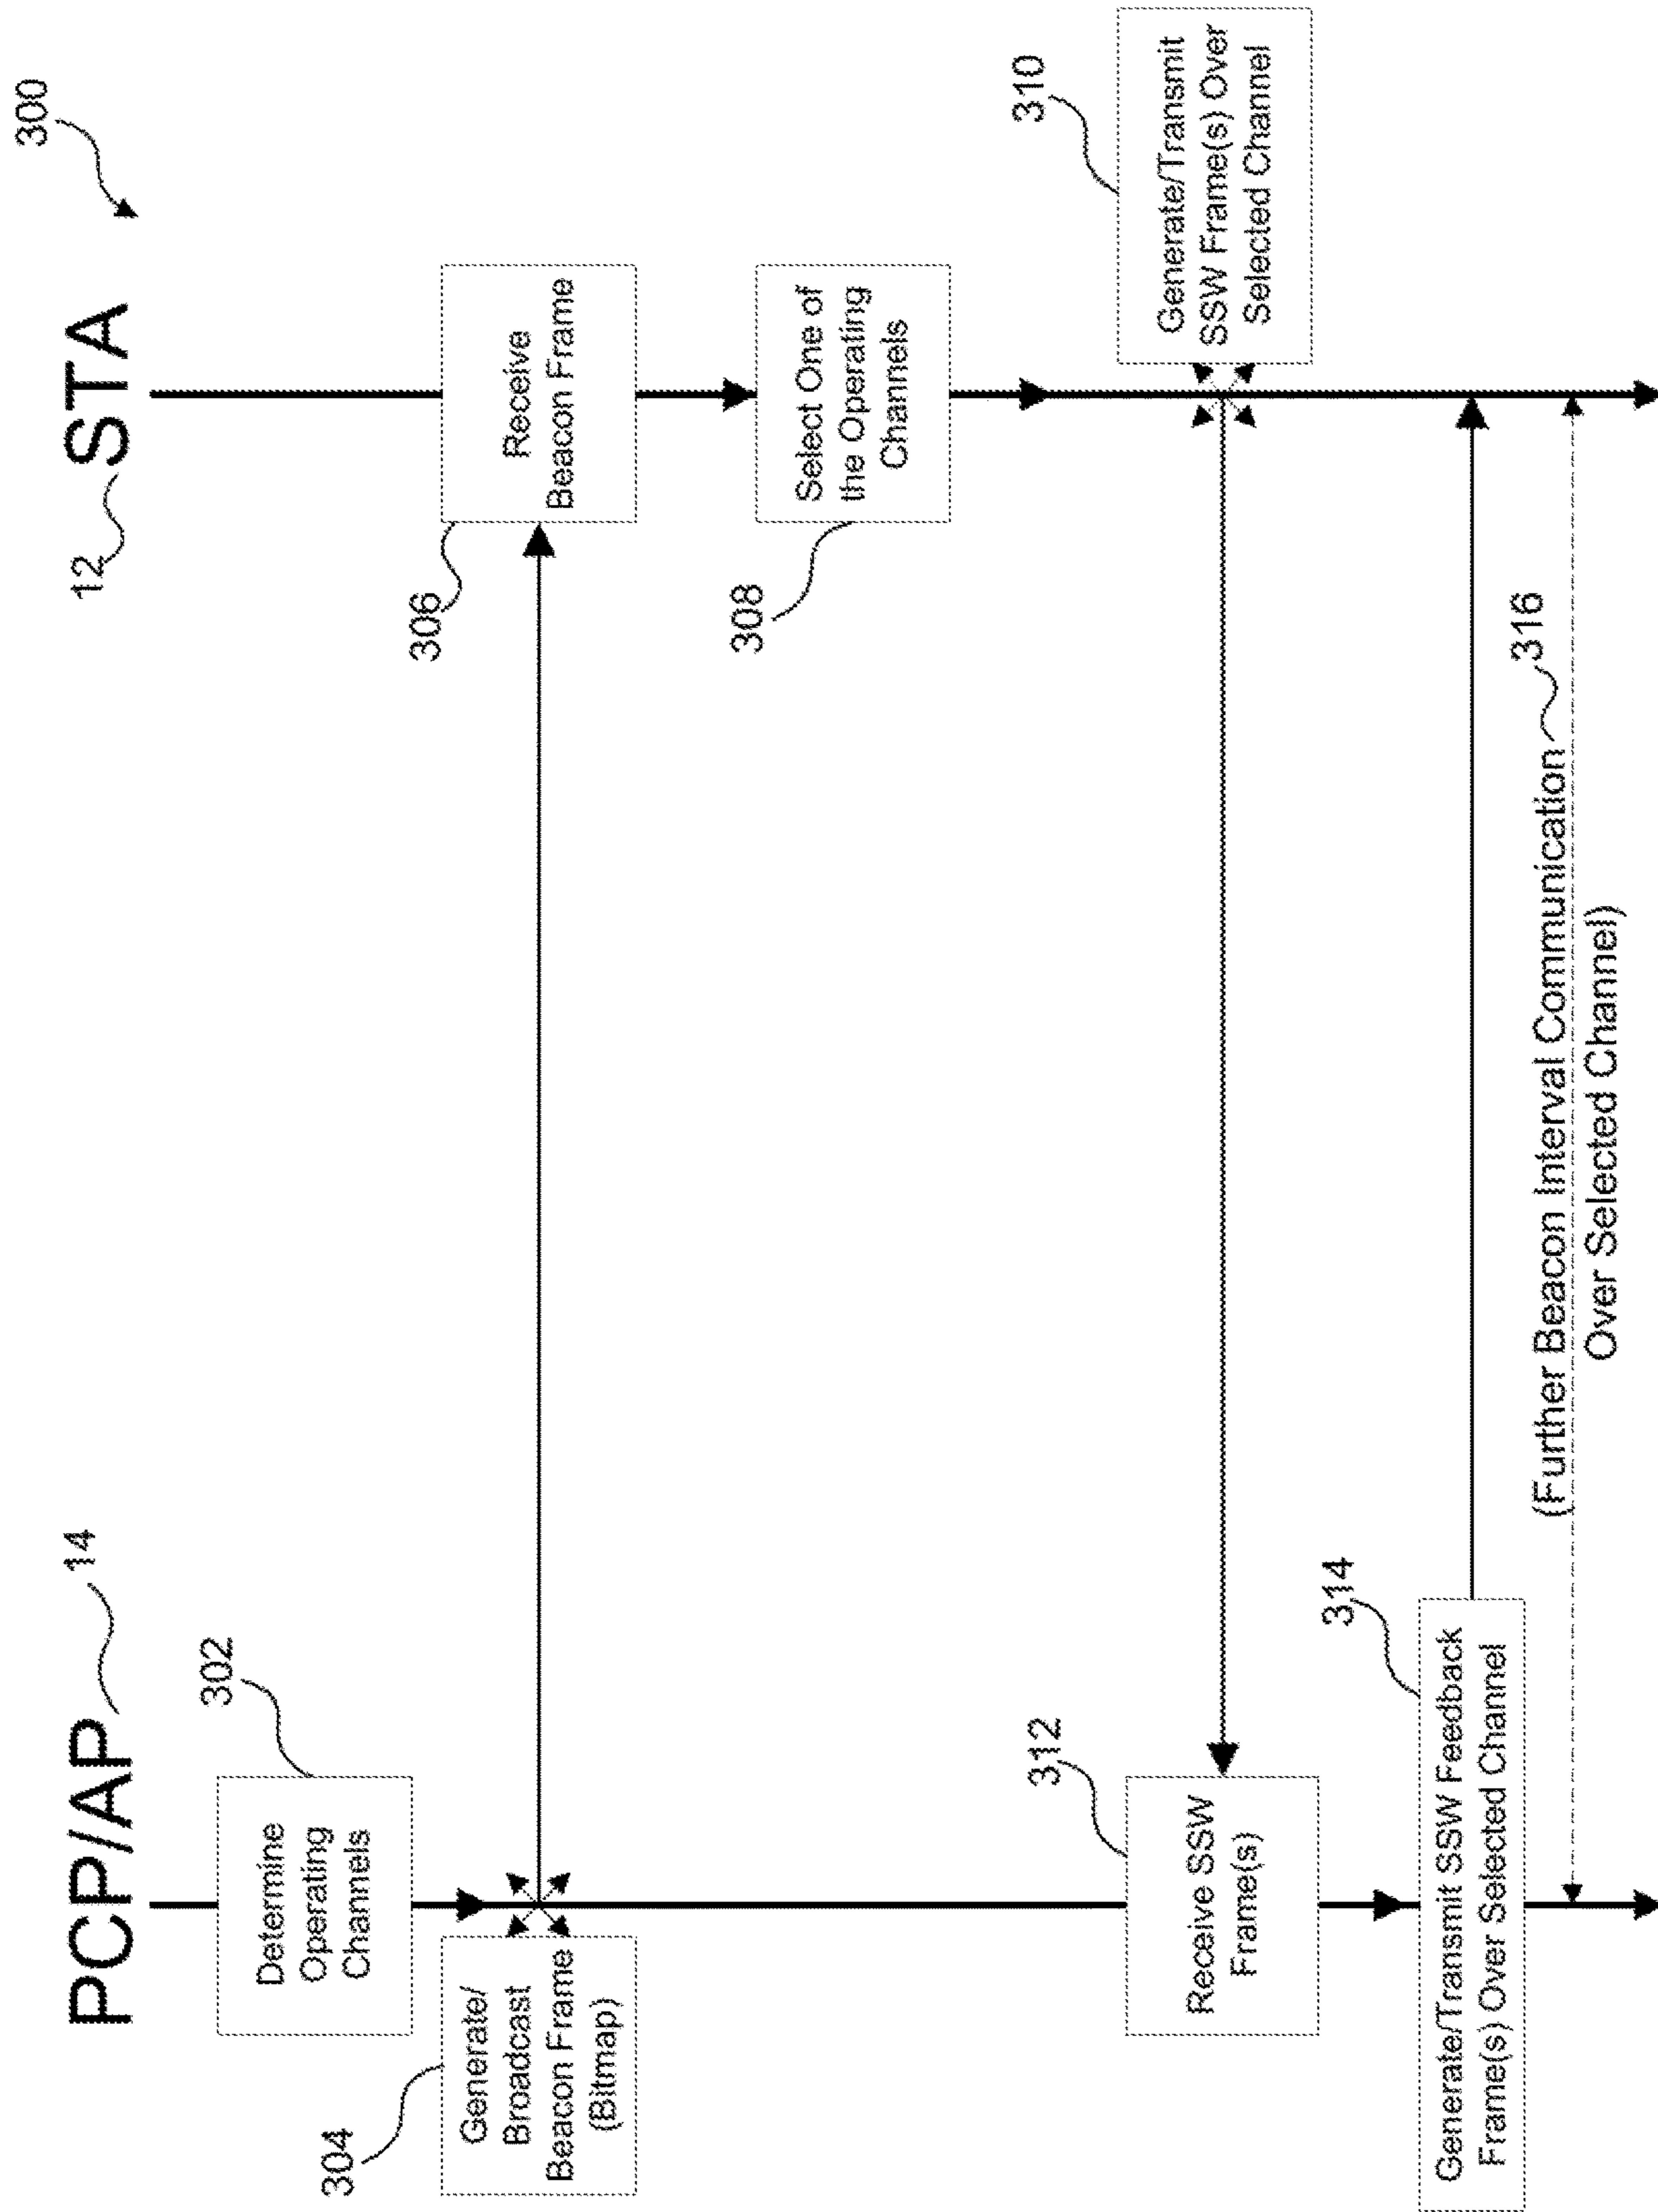 300
PCP/AP
14
12
STA
302
Determine
Operating
Channels
304
Generate/
Broadcast
Beacon Frame
(Bitmap)
306
Receive
Beacon Frame
308
Select One of
the Operating
Channels
310
Generate/Transmit
SSW Frame(s) Over
Selected Channel
312
Receive SSW
Frame(s)
314
Generate/Transmit SSW Feedback
Frame(s) Over Selected Channel
(Further Beacon Interval Communication
316
Over Selected Channel)